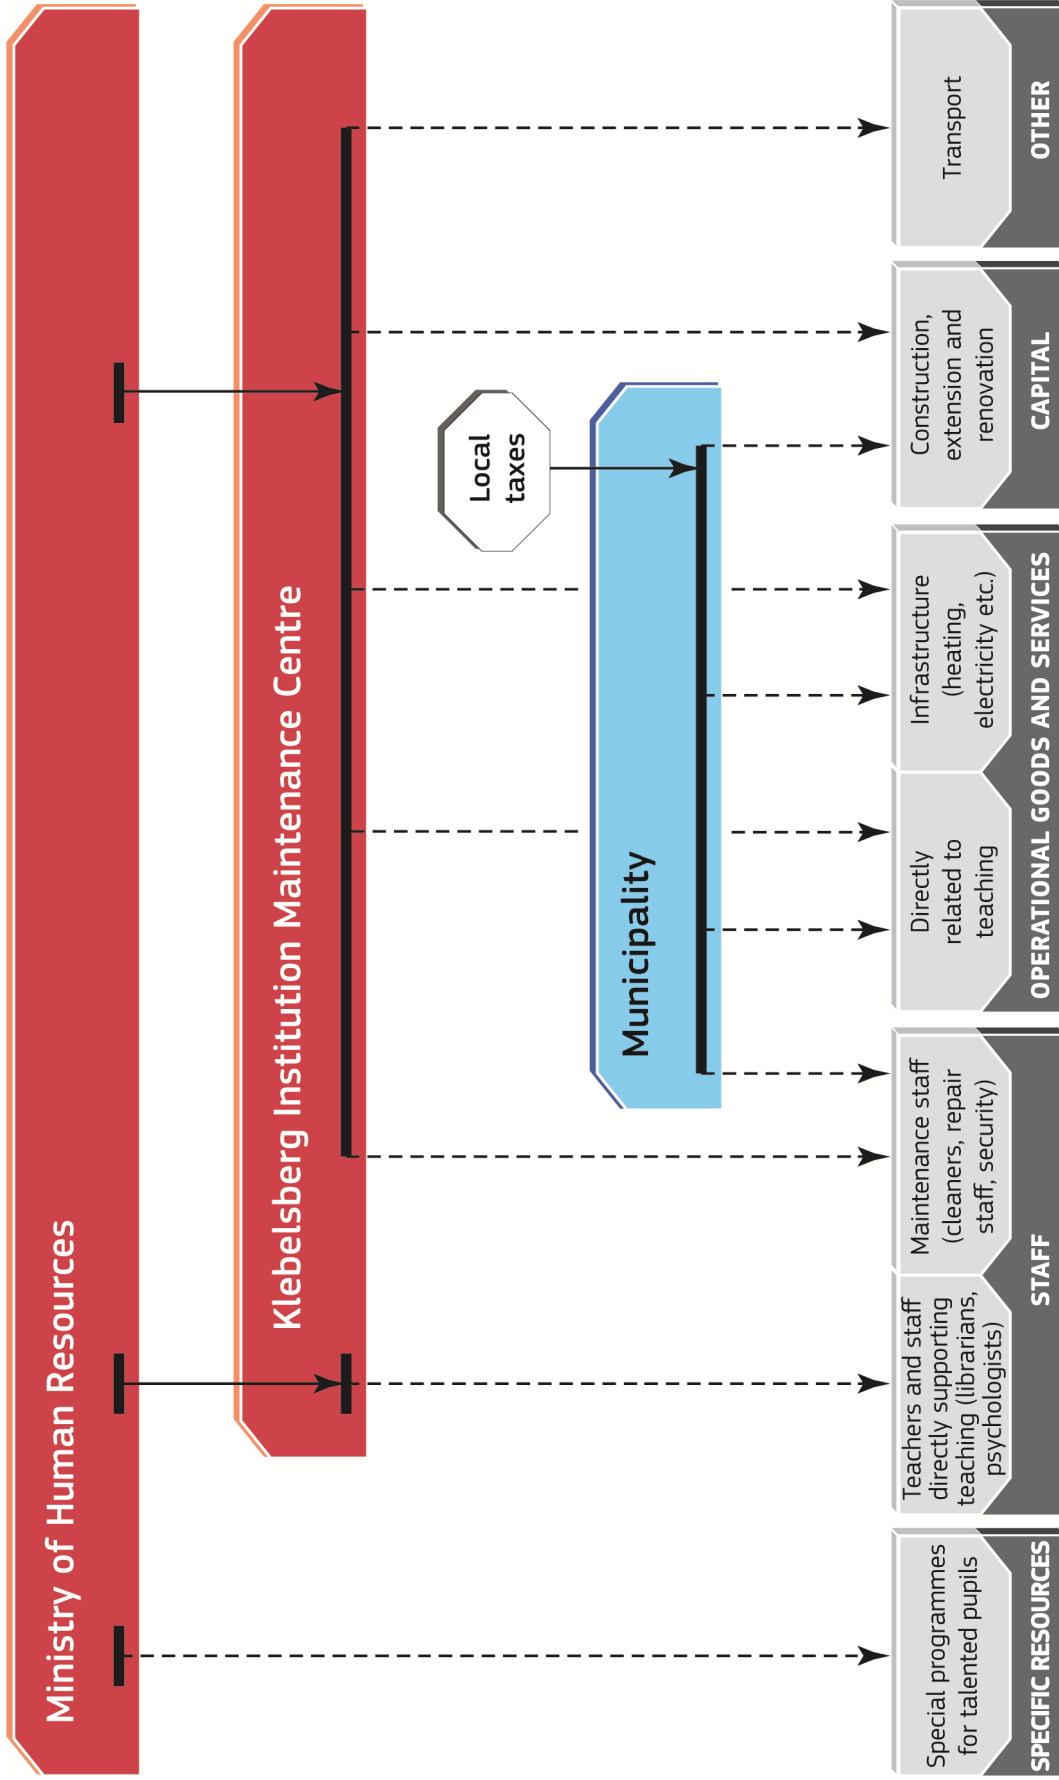 Ministry of Human Resources
Klebelsberg Institution Maintenance Centre
Local
taxes
Municipality
Special programmes
for talented pupils
SPECIFIC RESOURCES
Teachers and staff
directly supporting
teaching (librarians,
psychologists)
Maintenance staff
(cleaners, repair
staff, security)
STAFF
Directly
related to
teaching
Infrastructure
(heating,
electricity etc.)
OPERATIONAL GOODS AND SERVICES
Construction,
extension and
renovation
CAPITAL
Transport
OTHER